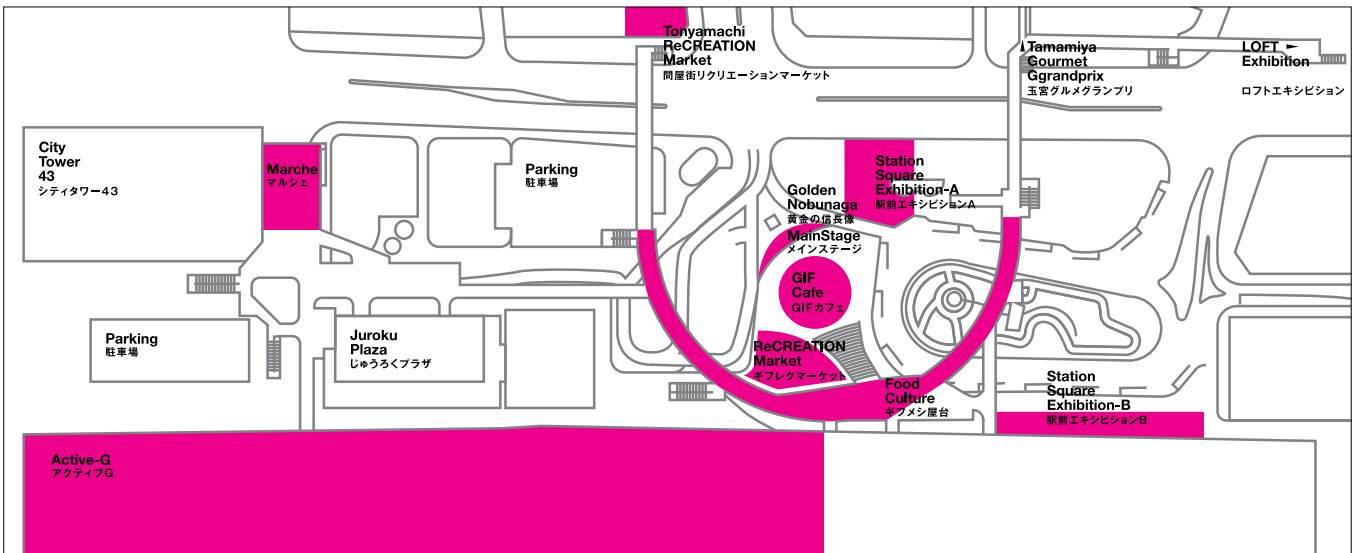 Tonyamachi
ReCREATION
Market
問屋街リクリエーションマーケット
Tamamiya
Gourmet
Ggrandprix
玉宮グルメグランプリ
LOFT
Exhibition
ロフトエキシビション
City
Tower
43
シティタワー43
Marche
マルシェ
Parking
駐車場
Golden
Nobunaga
黄金の信長像
Station
Square
Exhibition-A
駅前エキシビションA
MainStage
メインステージ
GIF
Cafe
GIFカフェ
Parking
駐車場
Juroku
Plaza
じゅうろくプラザ
ReCREATION
Market
ギフレクマーケット
Food
Culture
ギフメシ屋台
Station
Square
Exhibition-B
駅前エキシビションB
Active-G
アクティブG